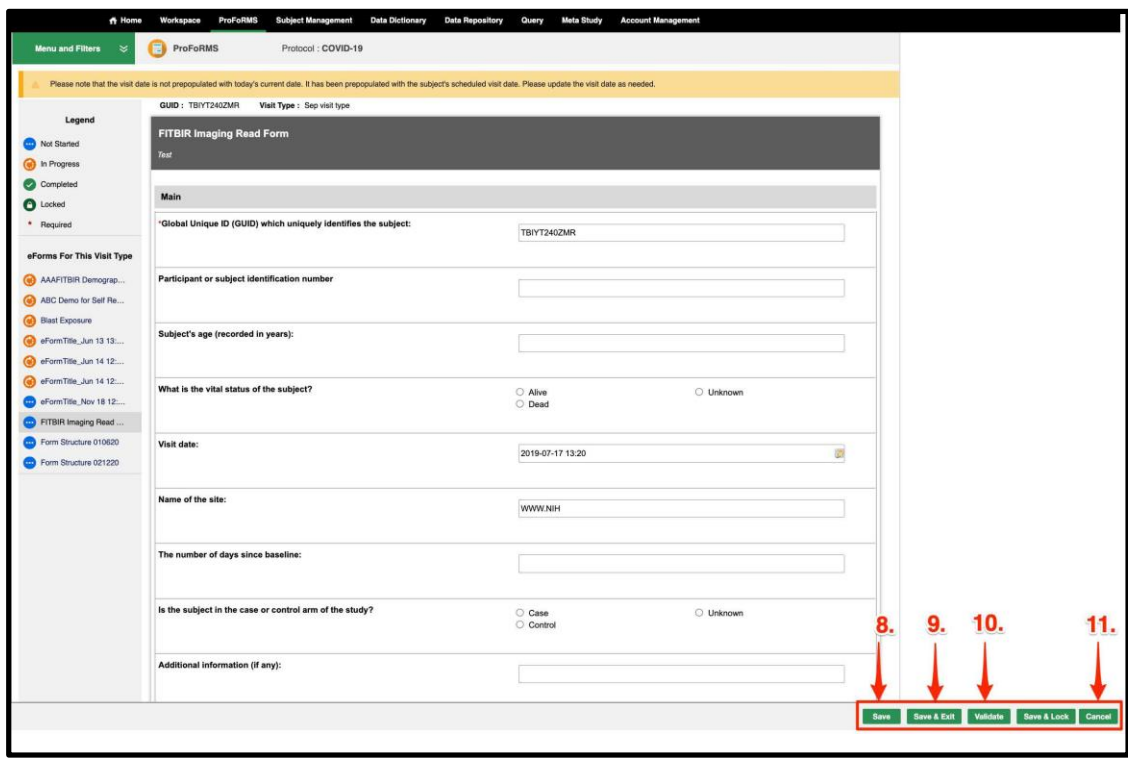 Home Workspace ProFoRMS Subject Management Data Dictionary Data Repository Query Meta Study Account Management
Menu and Filters ProFoRMS Protocol : COVID-19
Please note that the visit date is not prepopulated with today's current date. It has been prepopulated with the subject's scheduled visit date. Please update the visit date as needed.
GUID : TBIYT240ZMR Visit Type : Sep visit type
Legend
Not Started
In Progress
Completed
Locked
* Required
eForms For This Visit Type
AAAFITBIR Demograp...
ABC Demo for Self Re...
Blast Exposure
eFormTitle_Jun 13 13:...
eFormTitle_Jun 14 12:...
eFormTitle_Jun 14 12:...
eFormTitle_Nov 18 12:...
FITBIR Imaging Read ...
Form Structure 010620
Form Structure 021220
FITBIR Imaging Read Form
Test
Main
*Global Unique ID (GUID) which uniquely identifies the subject:
TBIYT240ZMR
Participant or subject identification number
Subject's age (recorded in years):
What is the vital status of the subject?
Alive Unknown
Dead
Visit date:
2019-07-17 13:20
Name of the site:
WWW.NIH
The number of days since baseline:
Is the subject in the case or control arm of the study?
Case Unknown
Control
Additional information (if any):
8. 9. 10. 11.
Save Save & Exit Validate Save & Lock Cancel